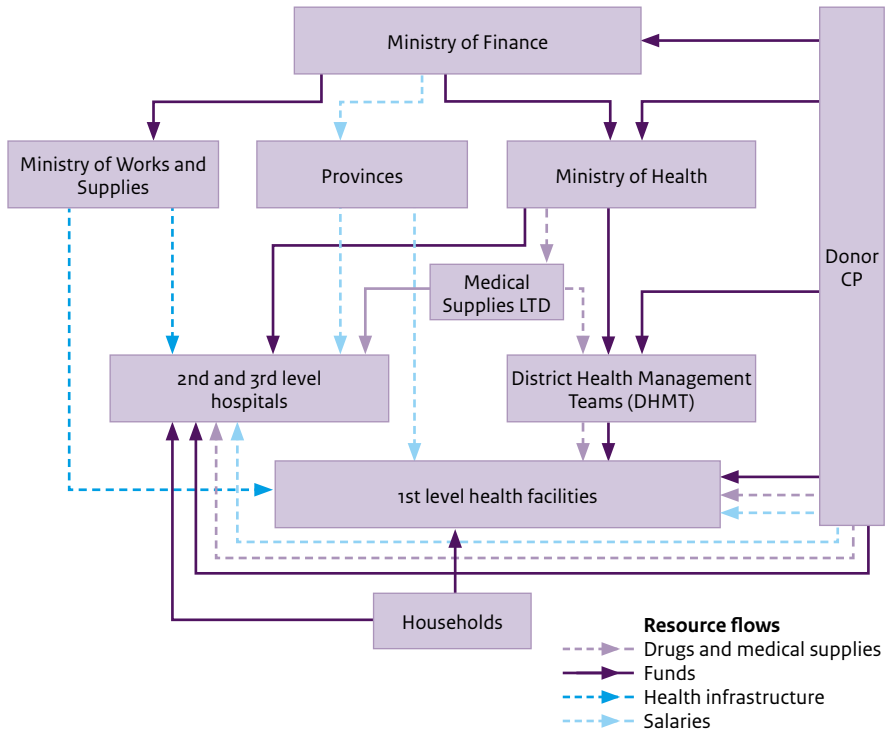 Ministry of Finance
Ministry of Works and
Supplies
Provinces
Ministry of Health
Donor
CP
Medical
Supplies LTD
2nd and 3rd level
hospitals
District Health Management
Teams (DHMT)
1st level health facilities
Households
Resource flows
Drugs and medical supplies
Funds
Health infrastructure
Salaries